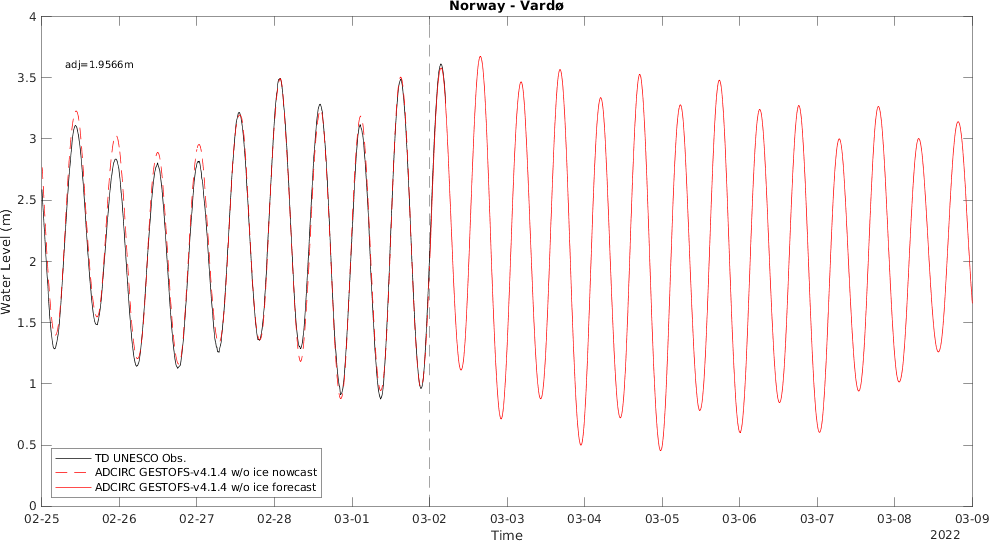 Norway - Vardø
4
adj=1.9566m
3.5
3
2.5
2
1.5
1
0.5
0
Water Level (m)
TD UNESCO Obs.
ADCIRC GESTOFS-v4.1.4 w/o ice nowcast
ADCIRC GESTOFS-v4.1.4 w/o ice forecast
02-25 02-26 02-27 02-28 03-01 03-02 03-03 03-04 03-05 03-06 03-07 03-08 03-09
Time
2022